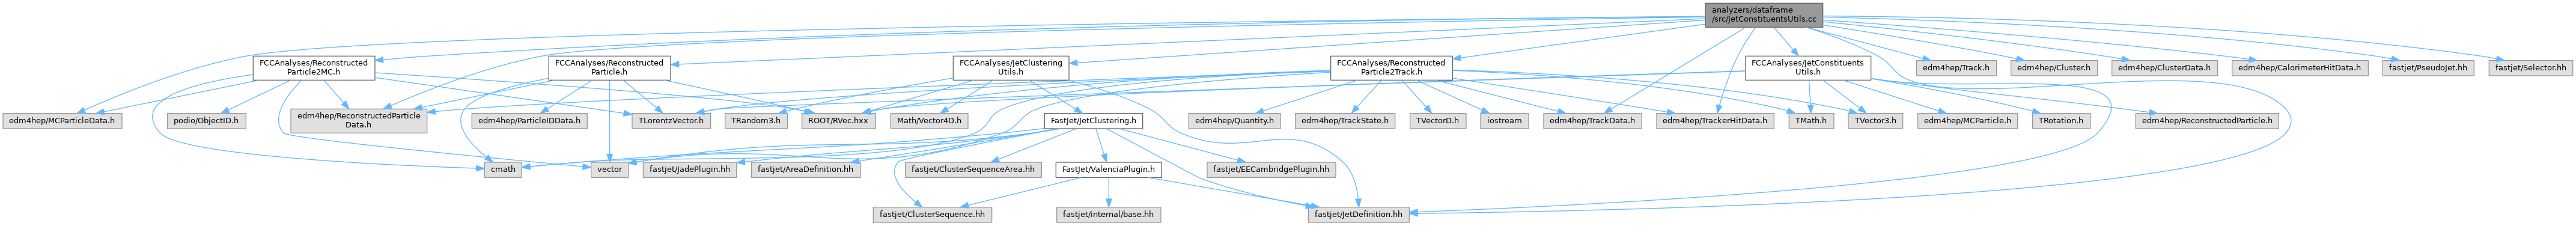 analyzers/dataframe
/src/JetConstituentsUtils.cc
FCCAnalyses/Reconstructed
Particle2MC.h
FCCAnalyses/Reconstructed
Particle.h
FCCAnalyses/JetClustering
Utils.h
FCCAnalyses/Reconstructed
Particle2Track.h
FCCAnalyses/JetConstituents
Utils.h
edm4hep/Track.h
edm4hep/Cluster.h
edm4hep/ClusterData.h
edm4hep/CalorimeterHitData.h
fastjet/PseudoJet.hh
fastjet/Selector.hh
edm4hep/MCParticleData.h
podio/ObjectID.h
edm4hep/ReconstructedParticle
Data.h
edm4hep/ParticleIDData.h
TLorentzVector.h
TRandom3.h
ROOT/RVec.hxx
Math/Vector4D.h
FastJet/JetClustering.h
edm4hep/Quantity.h
edm4hep/TrackState.h
TVectorD.h
iostream
edm4hep/TrackData.h
edm4hep/TrackerHitData.h
TMath.h
TVector3.h
edm4hep/MCParticle.h
TRotation.h
edm4hep/ReconstructedParticle.h
cmath
vector
fastjet/JadePlugin.hh
fastjet/AreaDefinition.hh
fastjet/ClusterSequenceArea.hh
FastJet/ValenciaPlugin.h
fastjet/EECambridgePlugin.hh
fastjet/ClusterSequence.hh
fastjet/internal/base.hh
fastjet/JetDefinition.hh